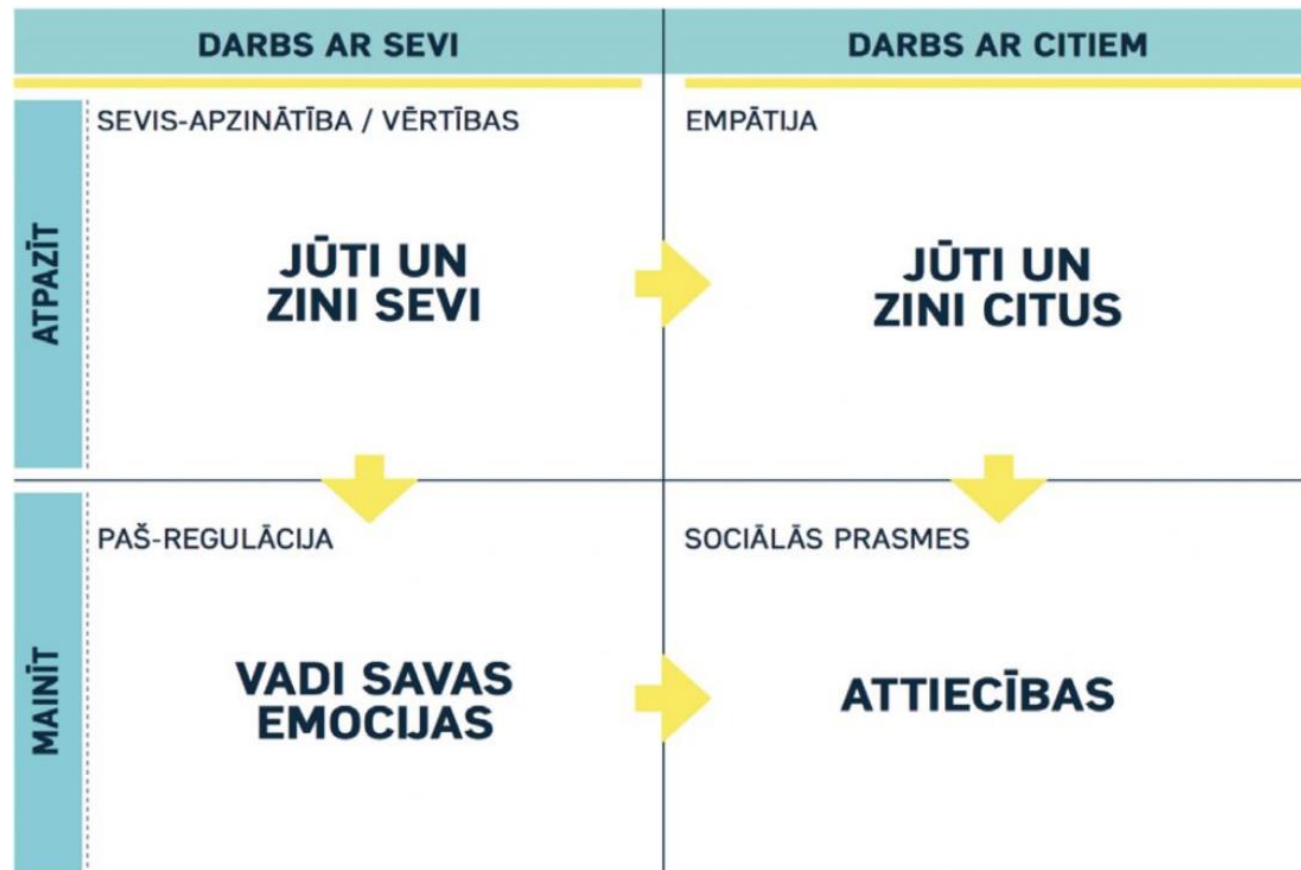 DARBS AR SEVI
DARBS AR CITIEM
ATPAZĪT
SEVIS-APZINĀTĪBA / VĒRTĪBAS
JŪTI UN
ZINI SEVI
EMPĀTIJA
JŪTI UN
ZINI CITUS
MAINĪT
PAŠ-REGULĀCIJA
VADI SAVAS
EMOCIJAS
SOCIĀLĀS PRASMES
ATTIECĪBAS